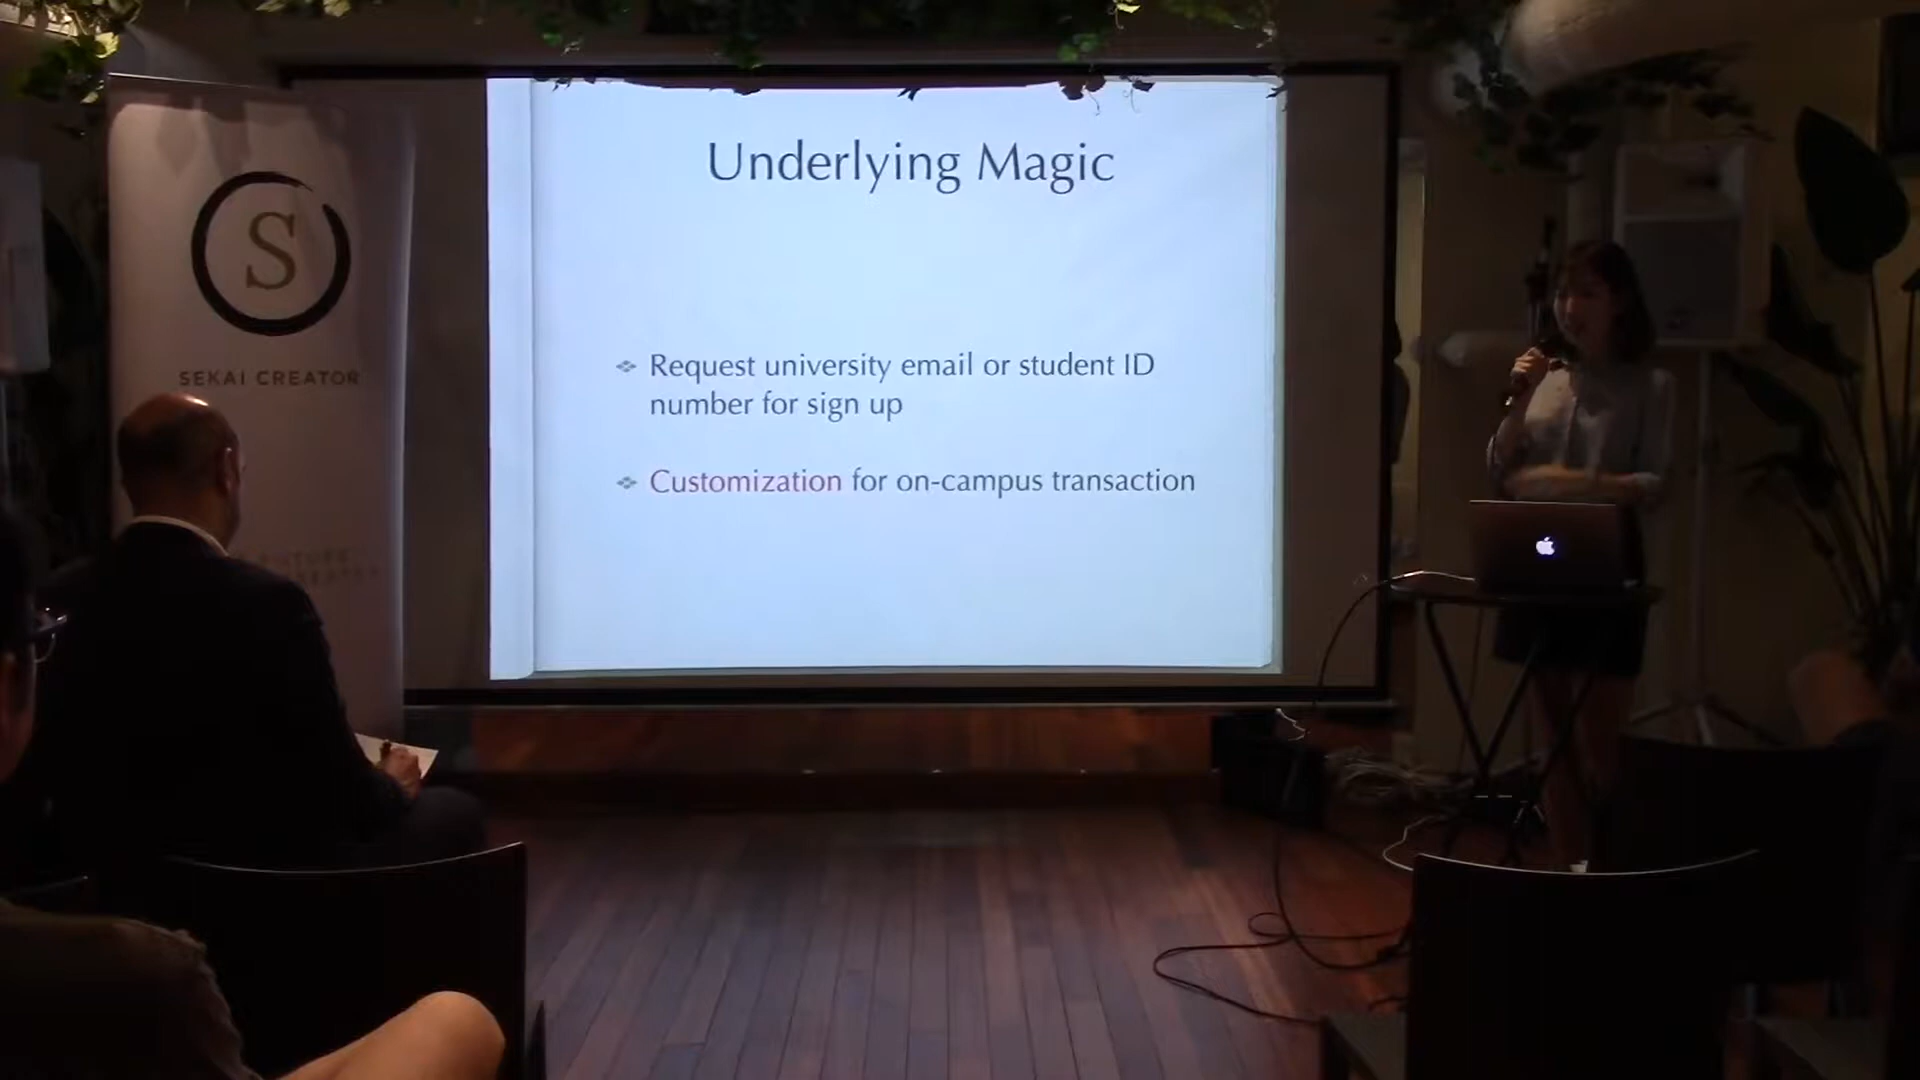 S
SEKAI CREATOR
Underlying Magic
Request university email or student ID
number for sign up
Customization for on-campus transaction